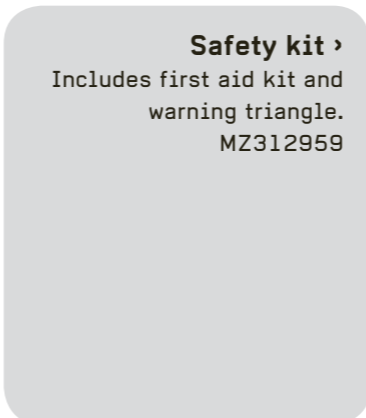 Safety kit ›
Includes first aid kit and
warning triangle.
MZ312959